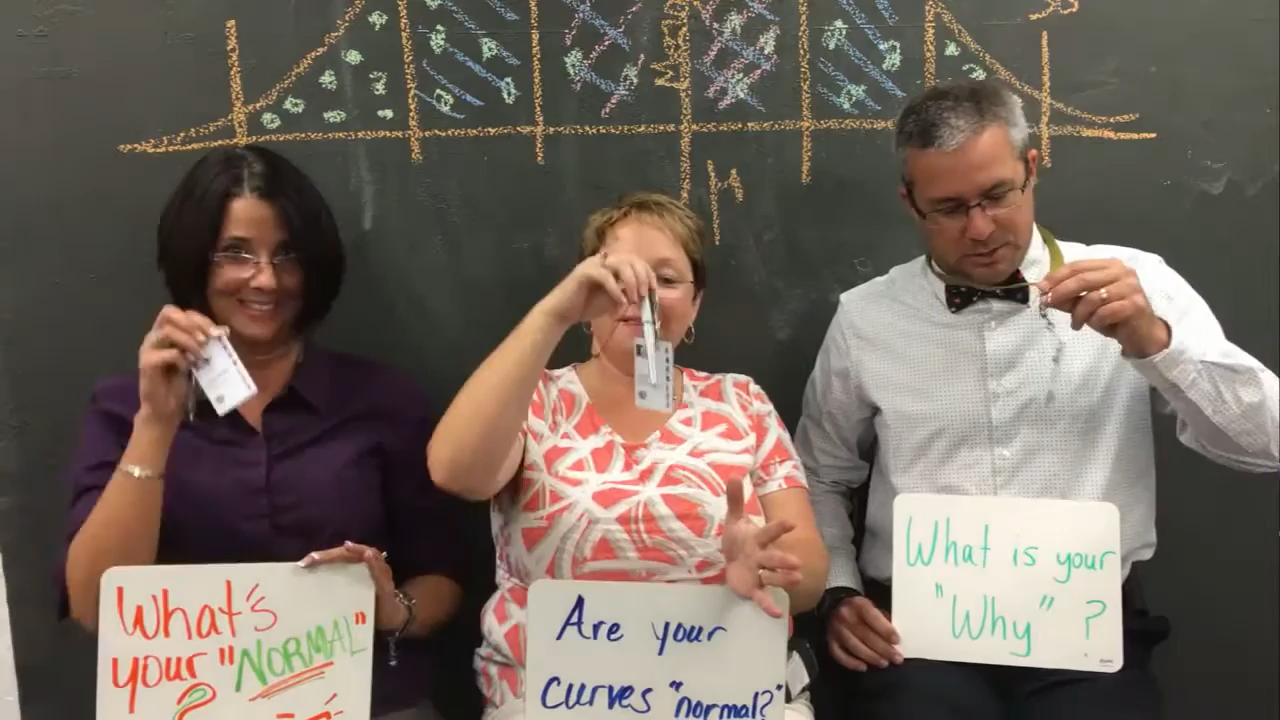 What's
your "NORMAL"
?
Are your
curves "normal?"
What is your
"Why" ?